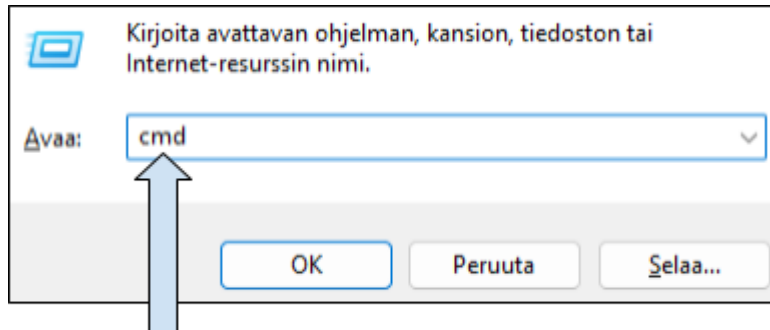 Kirjoita avattavan ohjelman, kansion, tiedoston tai
Internet-resurssin nimi.
Avaa: cmd
OK Peruuta Selaa...